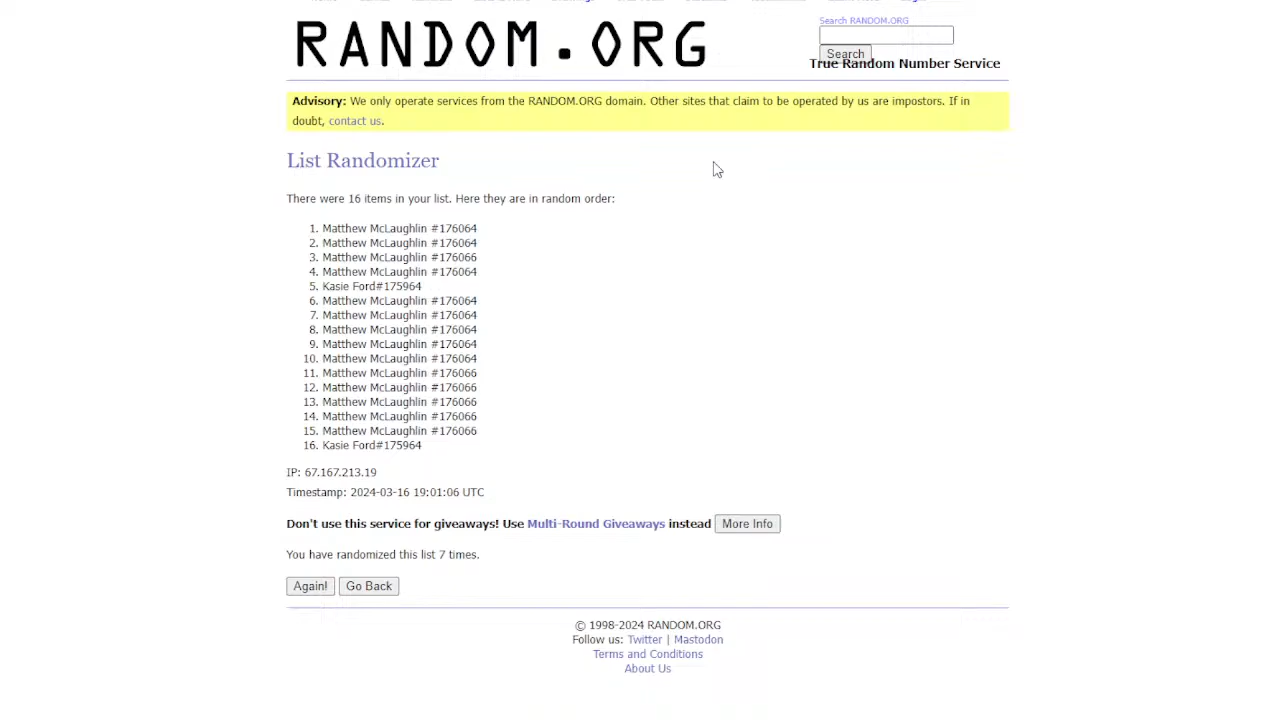 RANDOM.ORG
Search RANDOM.ORG
Search
True Random Number Service
Advisory: We only operate services from the RANDOM.ORG domain. Other sites that claim to be operated by us are impostors. If in
doubt, contact us.
List Randomizer
There were 16 items in your list. Here they are in random order:
1. Matthew McLaughlin #176064
2. Matthew McLaughlin #176064
3. Matthew McLaughlin #176066
4. Matthew McLaughlin #176064
5. Kasie Ford#175964
6. Matthew McLaughlin #176064
7. Matthew McLaughlin #176064
8. Matthew McLaughlin #176064
9. Matthew McLaughlin #176064
10. Matthew McLaughlin #176064
11. Matthew McLaughlin #176066
12. Matthew McLaughlin #176066
13. Matthew McLaughlin #176066
14. Matthew McLaughlin #176066
15. Matthew McLaughlin #176066
16. Kasie Ford#175964
IP: 67.167.213.19
Timestamp: 2024-03-16 19:01:06 UTC
Don't use this service for giveaways! Use Multi-Round Giveaways instead More Info
You have randomized this list 7 times.
Again! Go Back
© 1998-2024 RANDOM.ORG
Follow us: Twitter | Mastodon
Terms and Conditions
About Us